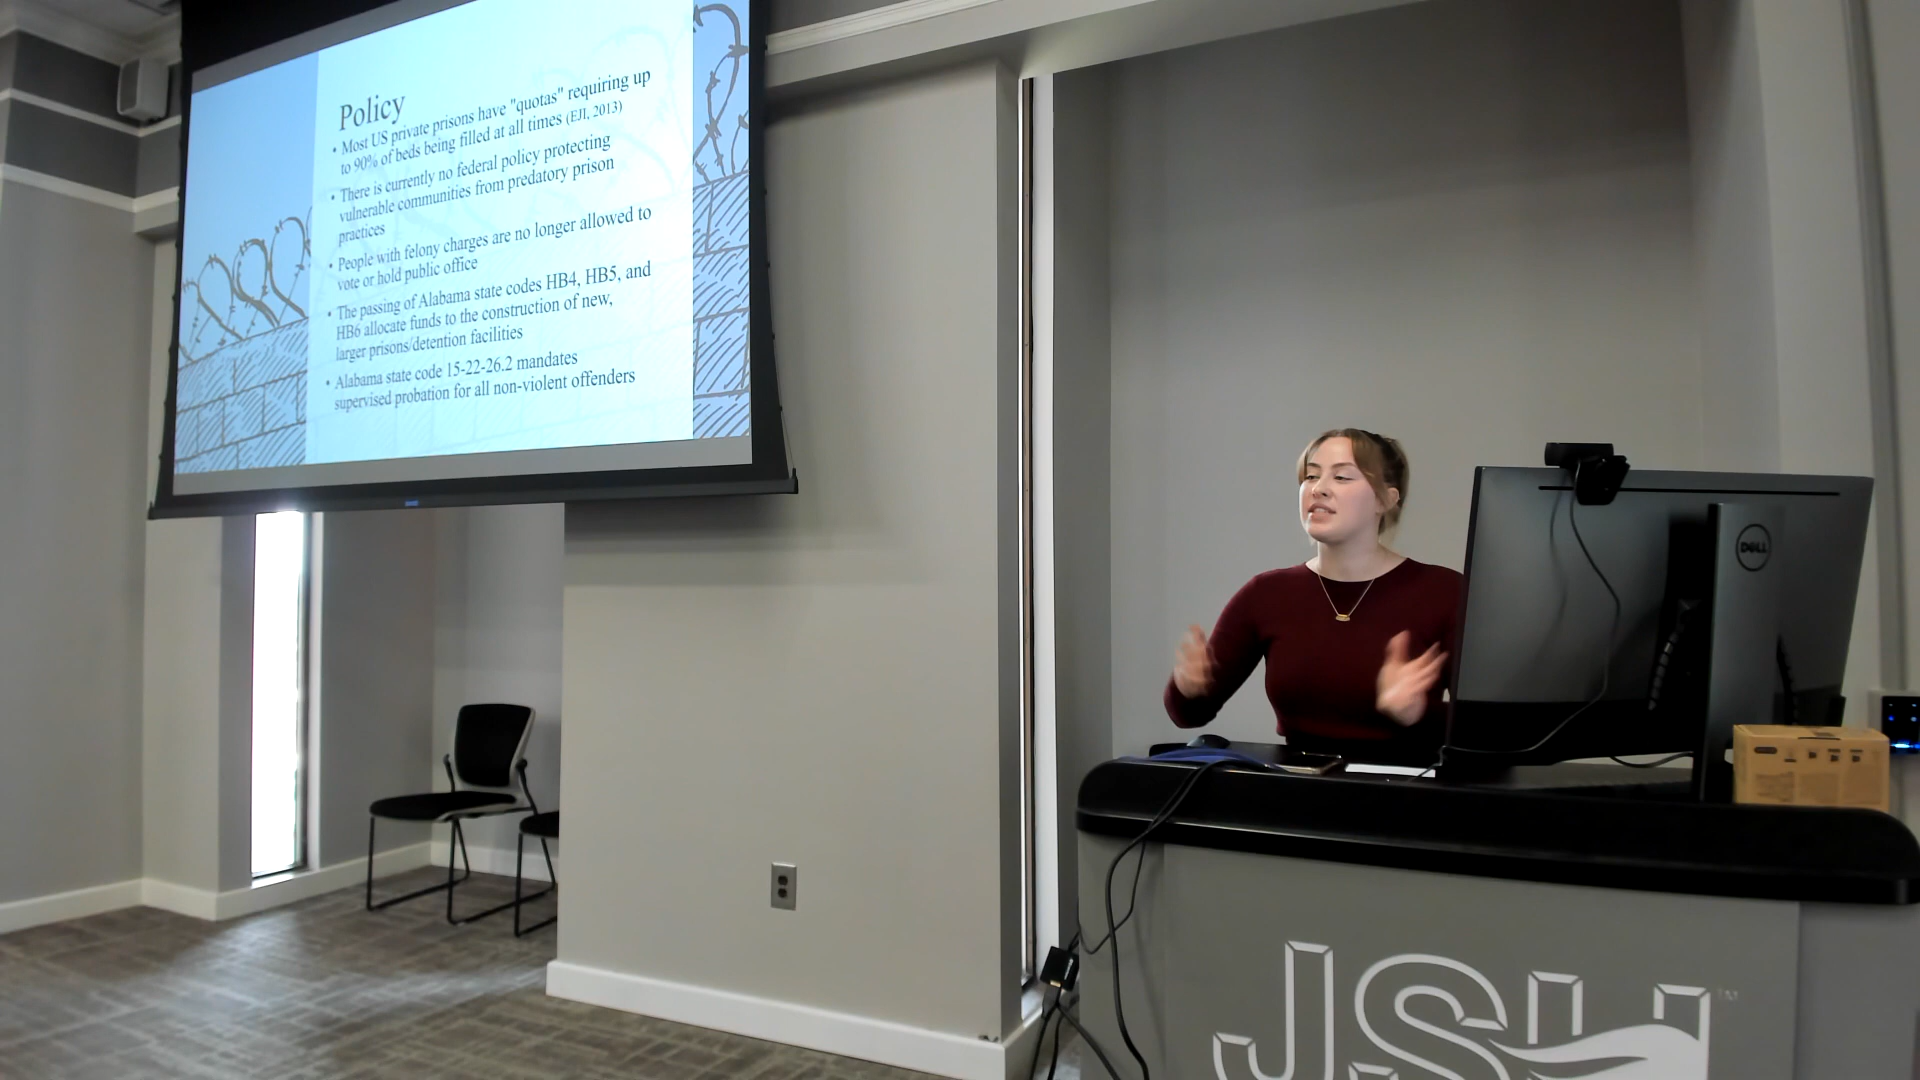 Policy
• Most US private prisons have "quotas" requiring up
to 90% of beds being filled at all times (EJI, 2013)
• There is currently no federal policy protecting
vulnerable communities from predatory prison
practices
• People with felony charges are no longer allowed to
vote or hold public office
• The passing of Alabama state codes HB4, HB5, and
HB6 allocate funds to the construction of new,
larger prisons/detention facilities
• Alabama state code 15-22-26.2 mandates
supervised probation for all non-violent offenders
DELL
JSU
TM